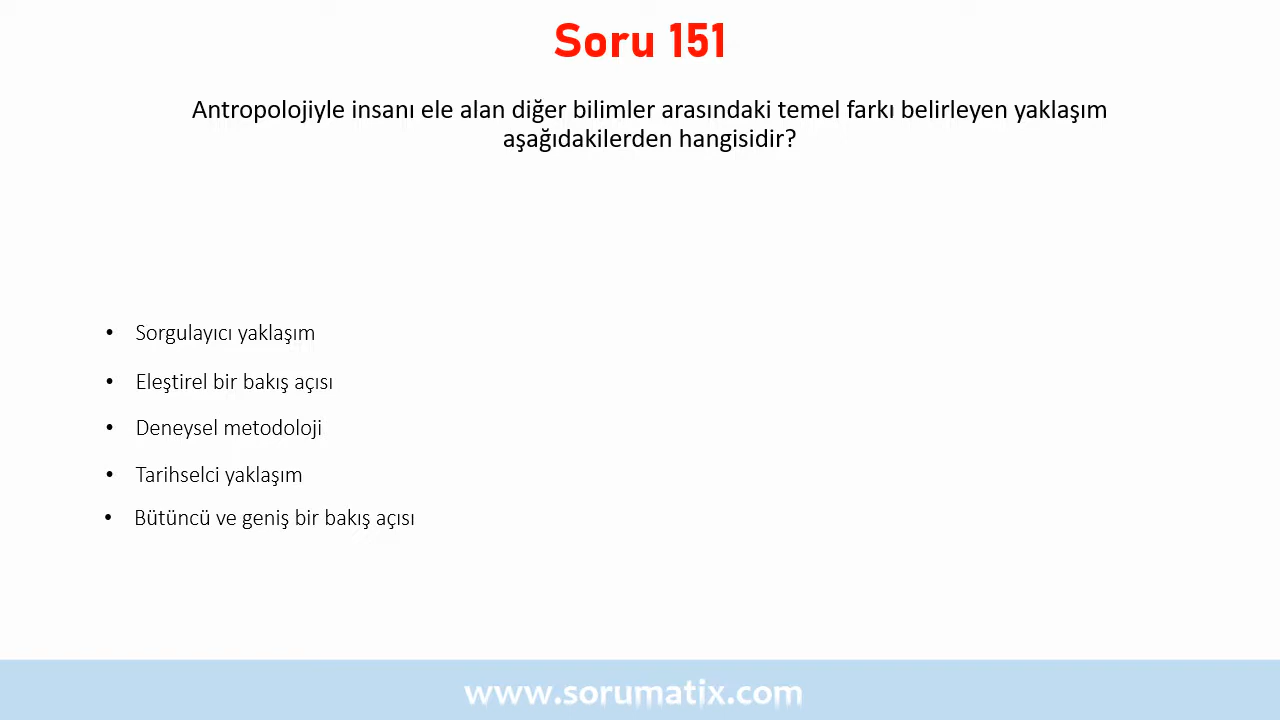 Soru 151
Antropolojiyle insanı ele alan diğer bilimler arasındaki temel farkı belirleyen yaklaşım
aşağıdakilerden hangisidir?
• Sorgulayıcı yaklaşım
• Eleştirel bir bakış açısı
• Deneysel metodoloji
• Tarihselci yaklaşım
• Bütüncü ve geniş bir bakış açısı
www.sorumatix.com